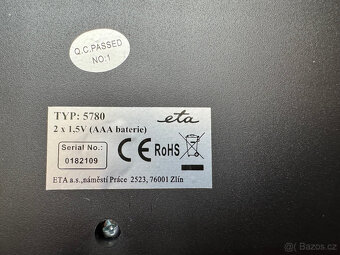 Q.C.PASSED
NO:1
TYP: 5780
2 x 1,5V (AAA baterie)
eta
Serial No.:
0182109
CE RoHS
ETA a.s.,náměstí Práce 2523, 76001 Zlín
Sbazos.cz